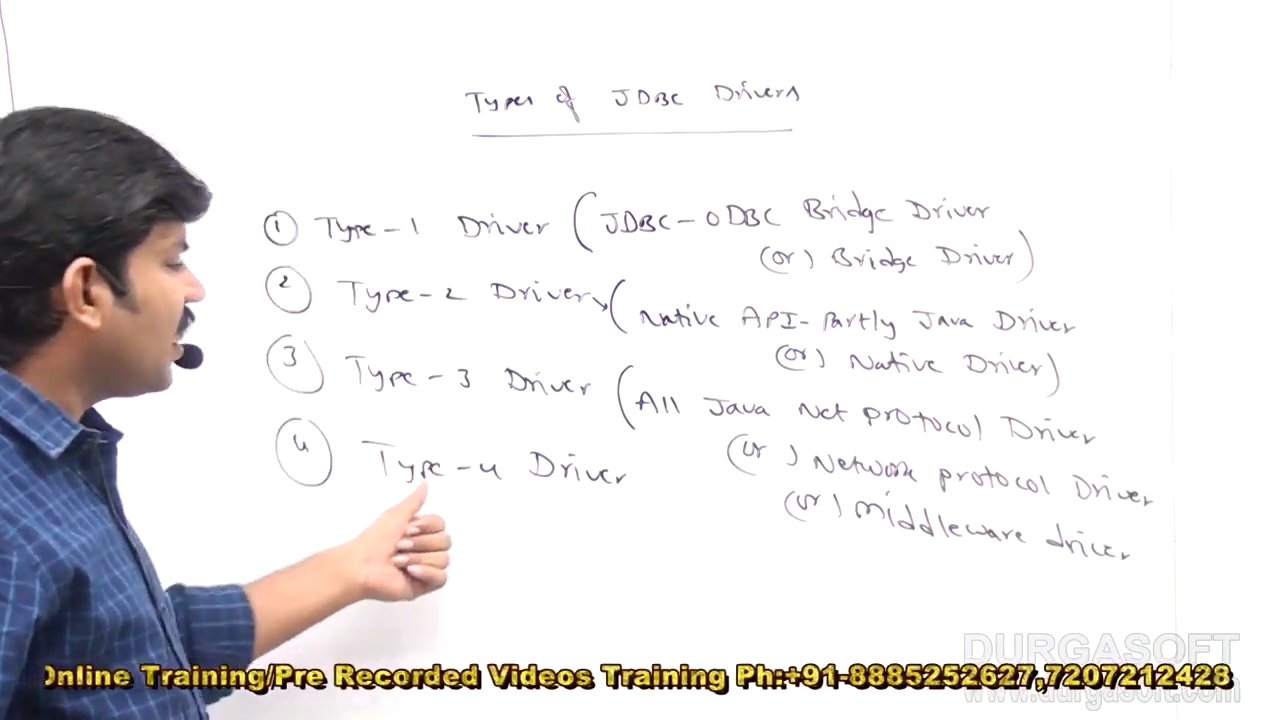 Types of JDBC Drivers
① Type-1 Driver (JDBC-ODBC Bridge Driver
(or) Bridge Driver)
② Type-2 Driver → (Native API-Partly Java Driver
(or) Native Driver)
③ Type-3 Driver (All Java Net protocol Driver
(or) Network protocol Driver
(or) middleware driver
④ Type-4 Driver
DURGASOFT
Online Training/Pre Recorded Videos Training Ph:+91-8885252627,7207212428
www.durgasoft.com